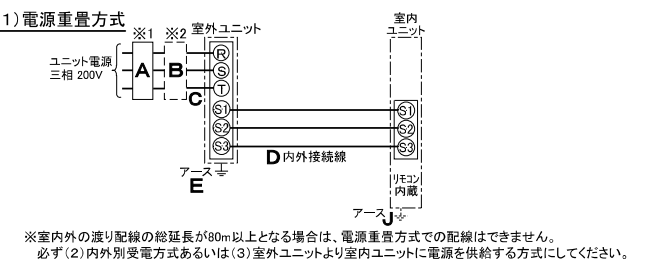 1)電源重畳方式
※1 ※2 室外ユニット
室内
ユニット
ユニット電源
三相 200V
A
B
C
R
S
T
S1
S2
S3
S1
S2
S3
D 内外接続線
アース
E
リモコン
内蔵
アース J
※室内外の渡り配線の総延長が80m以上となる場合は、電源重畳方式での配線はできません。
必ず(2)内外別受電方式あるいは(3)室外ユニットより室内ユニットに電源を供給する方式にしてください。